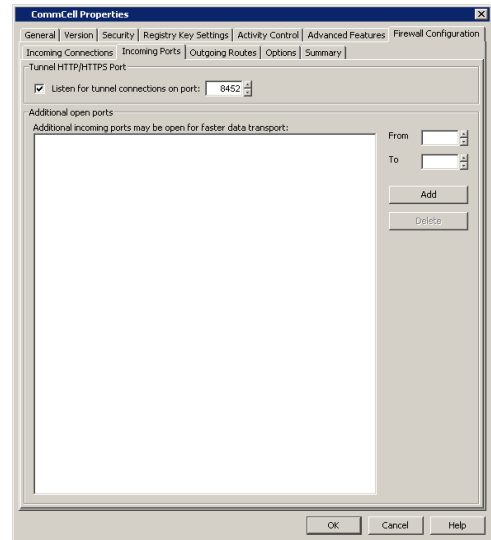 CommCell Properties
General Version Security Registry Key Settings Activity Control Advanced Features Firewall Configuration
Incoming Connections Incoming Ports Outgoing Routes Options Summary
Tunnel HTTP/HTTPS Port
Listen for tunnel connections on port: 8452
Additional open ports
Additional incoming ports may be open for faster data transport:
From
To
Add
Delete
OK Cancel Help